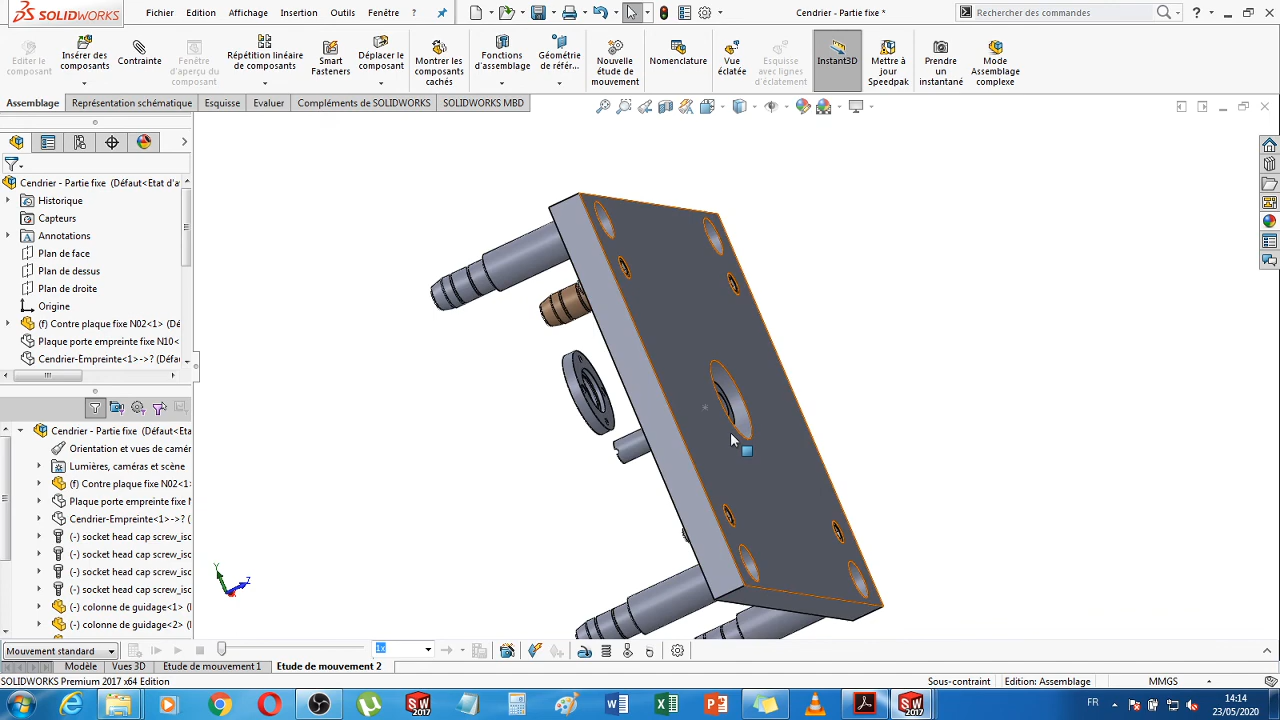 SOLIDWORKS
Fichier Edition Affichage Insertion Outils Fenêtre ?
Cendrier - Partie fixe *
Rechercher des commandes
Editer le composant
Insérer des composants
Contrainte
Fenêtre d'aperçu du composant
Répétition linéaire de composants
Smart Fasteners
Déplacer le composant
Montrer les composants cachés
Fonctions d'assemblage
Géométrie de référ...
Nouvelle étude de mouvement
Nomenclature
Vue éclatée
Esquisse avec lignes d'éclatement
Instant3D
Mettre à jour Speedpak
Prendre un instantané
Mode Assemblage complexe
Assemblage Représentation schématique Esquisse Evaluer Compléments de SOLIDWORKS SOLIDWORKS MBD
Cendrier - Partie fixe (Défaut<Etat d'a
Historique
Capteurs
Annotations
Plan de face
Plan de dessus
Plan de droite
Origine
(f) Contre plaque fixe N02<1> (Dé
Plaque porte empreinte fixe N10<
Cendrier-Empreinte<1>->? (Défau
Cendrier - Partie fixe (Défaut<Etat
Orientation et vues de camér
Lumières, caméras et scène
(f) Contre plaque fixe N02<1:
Plaque porte empreinte fixe
Cendrier-Empreinte<1>->? (
(-) socket head cap screw_isc
(-) socket head cap screw_isc
(-) socket head cap screw_isc
(-) socket head cap screw_isc
(-) colonne de guidage<1> (
(-) colonne de guidage<2> (
Y
Z
Mouvement standard
1x
Modèle Vues 3D Etude de mouvement 1 Etude de mouvement 2
SOLIDWORKS Premium 2017 x64 Edition
Sous-contraint Edition: Assemblage MMGS
FR
14:14
23/05/2020